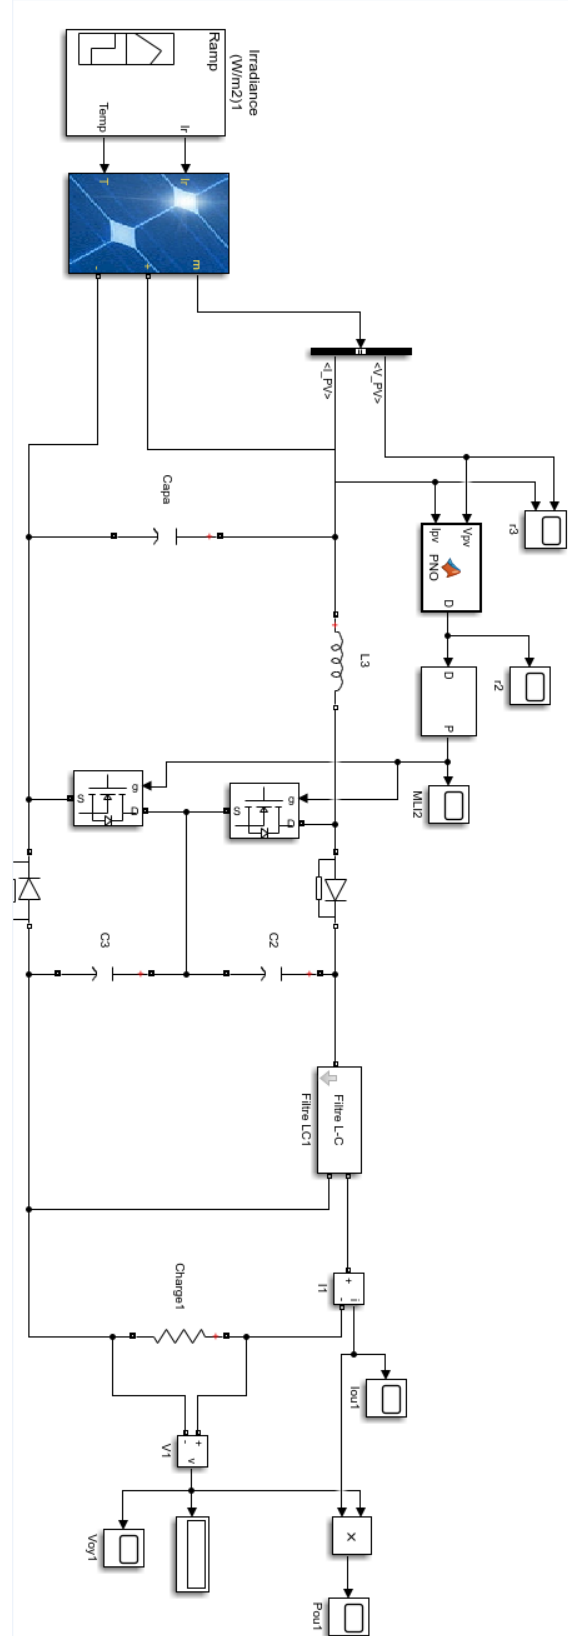 Irradiance
(W/m2)1
Ramp
Ir
Temp
Ir
T
m
+
-
<V_PV>
<I_PV>
Capa
r3
Vpv
Ipv
PNO
D
L3
r2
D
P
MLI2
g
D
S
g
D
S
C2
C3
Filtre L-C
Filtre LC1
I1
+
i
-
Charge1
Iou1
V1
+
-
v
Voy1
×
Pou1